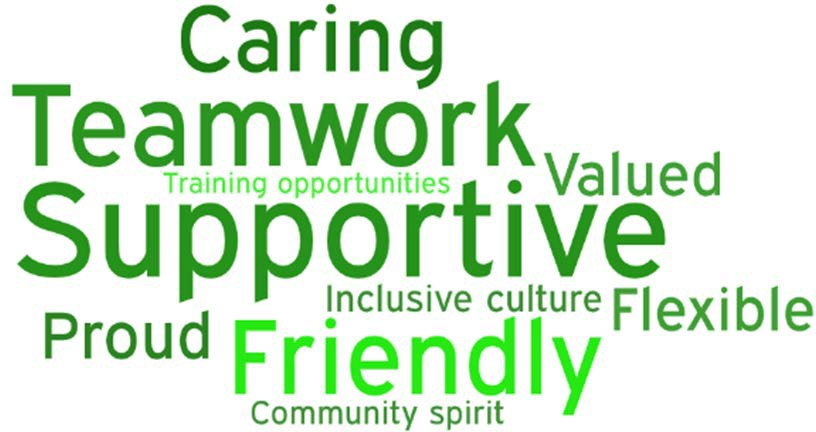 Caring
Teamwork
Training opportunities
Valued
Supportive
Inclusive culture
Flexible
Proud
Friendly
Community spirit